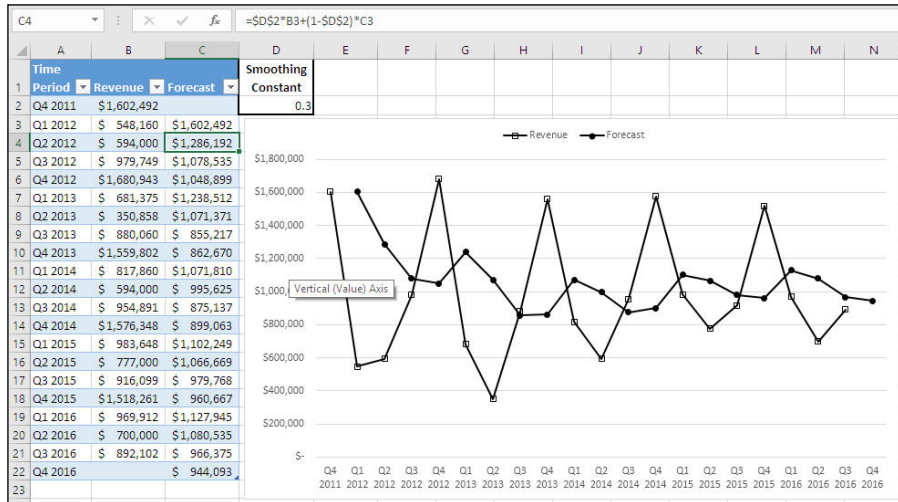 C4 fx =$D$2*B3+(1-$D$2)*C3
A B C D E F G H I J K L M N
Time Smoothing
1 Period Revenue Forecast Constant
2 Q4 2011 $1,602,492 0.3
3 Q1 2012 $ 548,160 $1,602,492
4 Q2 2012 $ 594,000 $1,286,192
5 Q3 2012 $ 979,749 $1,078,535
6 Q4 2012 $1,680,943 $1,048,899
7 Q1 2013 $ 681,375 $1,238,512
8 Q2 2013 $ 350,858 $1,071,371
9 Q3 2013 $ 880,060 $ 855,217
10 Q4 2013 $1,559,802 $ 862,670
11 Q1 2014 $ 817,860 $1,071,810
12 Q2 2014 $ 594,000 $ 995,625
13 Q3 2014 $ 954,891 $ 875,137
14 Q4 2014 $1,576,348 $ 899,063
15 Q1 2015 $ 983,648 $1,102,249
16 Q2 2015 $ 777,000 $1,066,669
17 Q3 2015 $ 916,099 $ 979,768
18 Q4 2015 $1,518,261 $ 960,667
19 Q1 2016 $ 969,912 $1,127,945
20 Q2 2016 $ 700,000 $1,080,535
21 Q3 2016 $ 892,102 $ 966,375
22 Q4 2016 $ 944,093
23
Revenue Forecast
$1,800,000
$1,600,000
$1,400,000
$1,200,000
$1,000, Vertical (Value) Axis
$800,000
$600,000
$400,000
$200,000
$-
Q4 Q1 Q2 Q3 Q4 Q1 Q2 Q3 Q4 Q1 Q2 Q3 Q4 Q1 Q2 Q3 Q4 Q1 Q2 Q3 Q4
2011 2012 2012 2012 2012 2013 2013 2013 2013 2014 2014 2014 2014 2015 2015 2015 2015 2016 2016 2016 2016